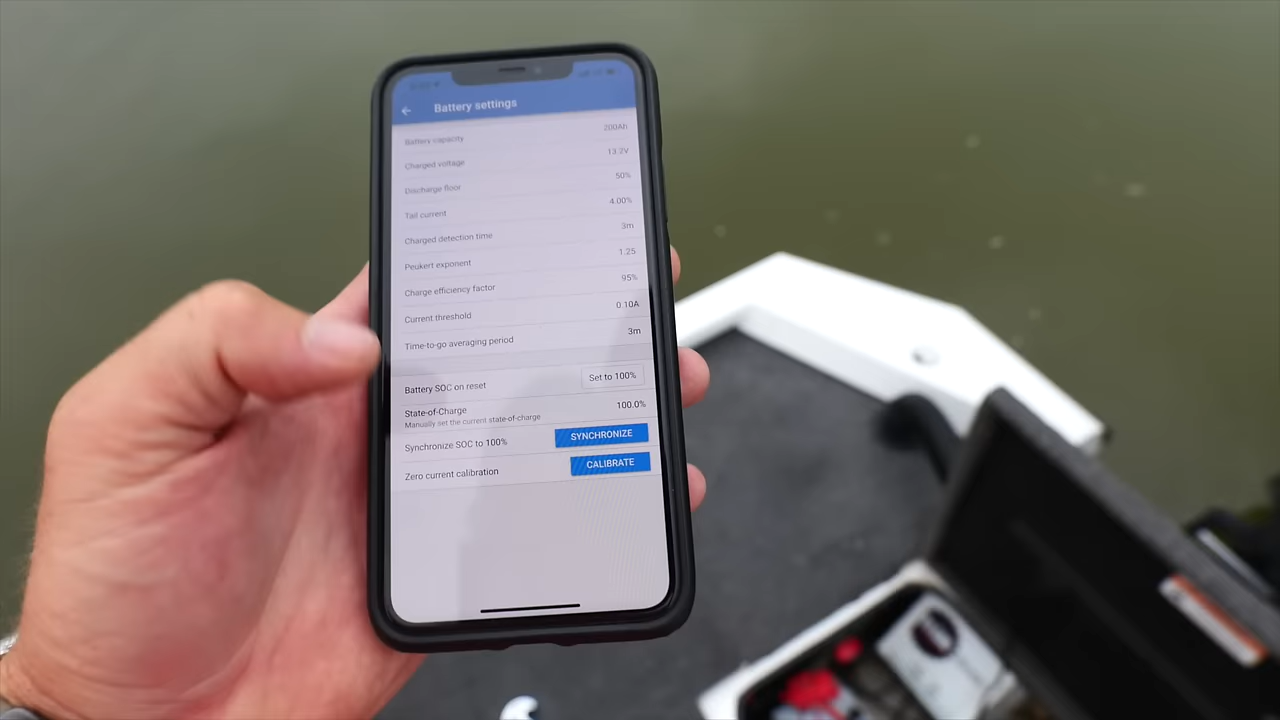 Battery settings
Battery capacity 200Ah
Charged voltage 13.2V
Discharge floor 50%
Tail current 4.00%
Charged detection time 3m
Peukert exponent 1.25
Charge efficiency factor 95%
Current threshold 0.10A
Time-to-go averaging period 3m
Battery SOC on reset Set to 100%
State-of-Charge 100.0%
Manually set the current state-of-charge
Synchronize SOC to 100% SYNCHRONIZE
Zero current calibration CALIBRATE